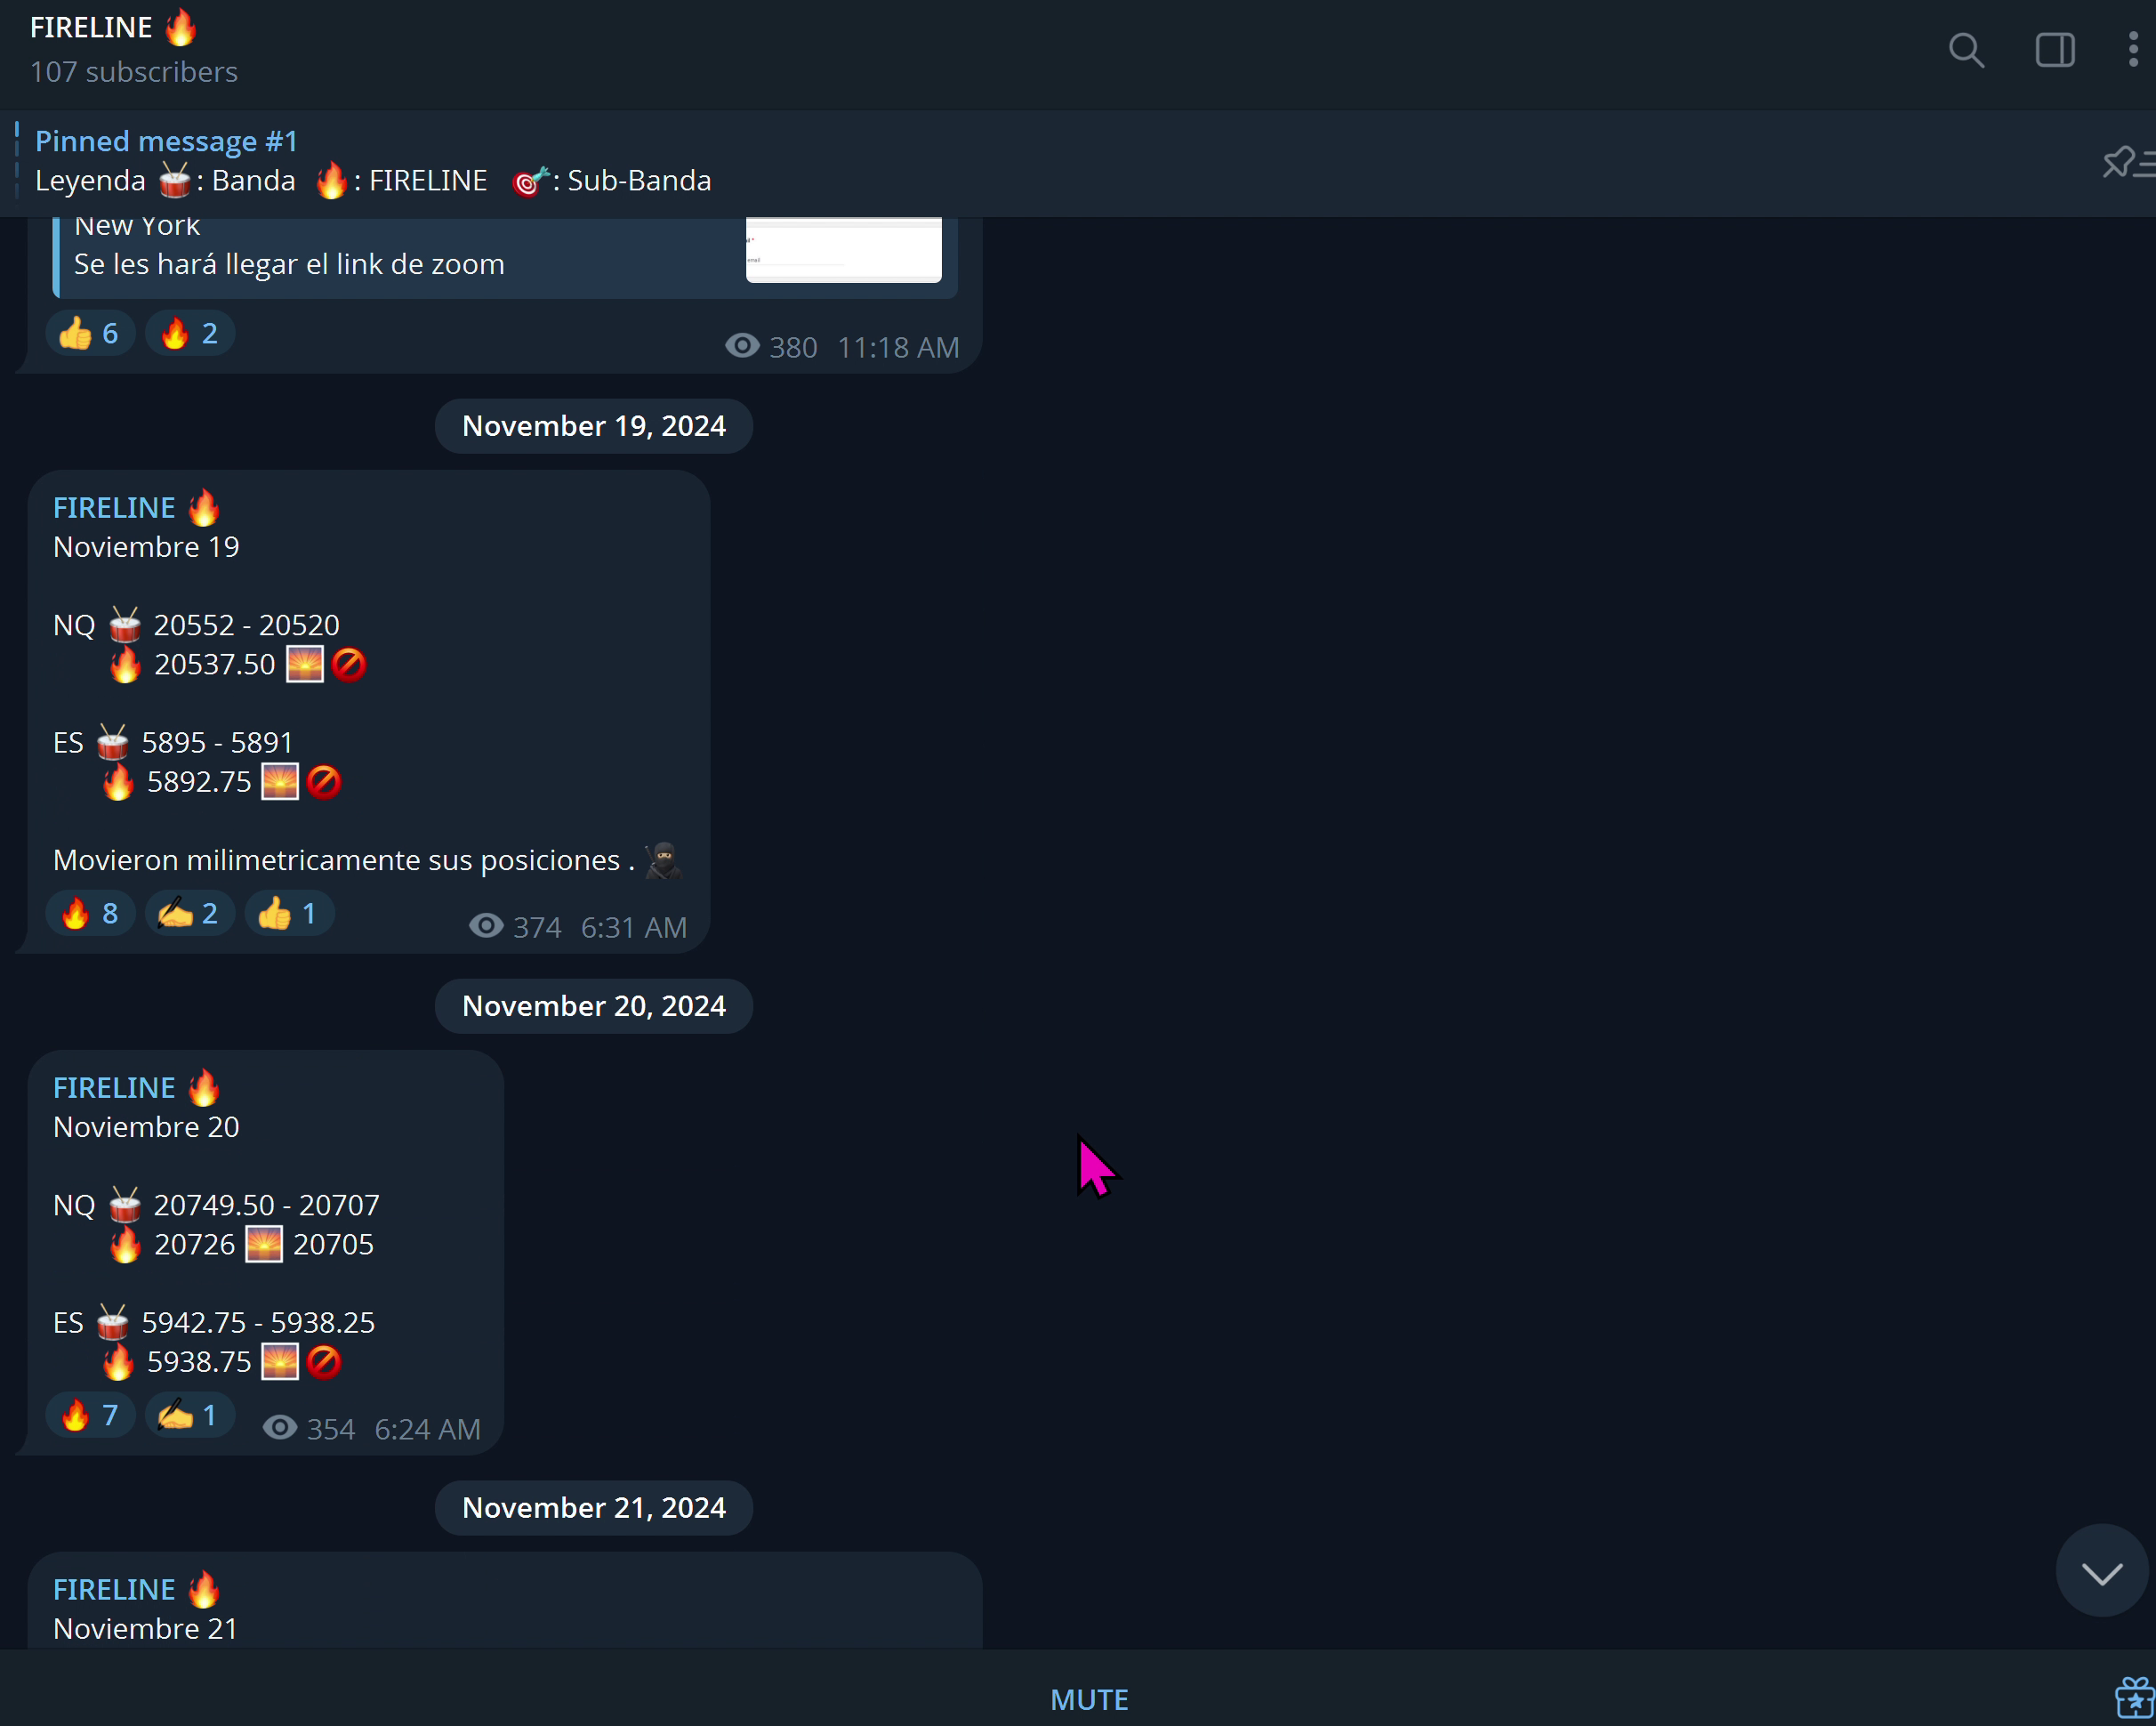 FIRELINE 🔥
107 subscribers
Pinned message #1
Leyenda 🥁: Banda 🔥: FIRELINE 🎯: Sub-Banda
New York
Se les hará llegar el link de zoom
👍 6 🔥 2 380 11:18 AM
November 19, 2024
FIRELINE 🔥
Noviembre 19
NQ 🥁 20552 - 20520
🔥 20537.50 🌅🚫
ES 🥁 5895 - 5891
🔥 5892.75 🌅🚫
Movieron milimetricamente sus posiciones . 🥷
🔥 8 ✍️ 2 👍 1 374 6:31 AM
November 20, 2024
FIRELINE 🔥
Noviembre 20
NQ 🥁 20749.50 - 20707
🔥 20726 🌅 20705
ES 🥁 5942.75 - 5938.25
🔥 5938.75 🌅🚫
🔥 7 ✍️ 1 354 6:24 AM
November 21, 2024
FIRELINE 🔥
Noviembre 21
MUTE